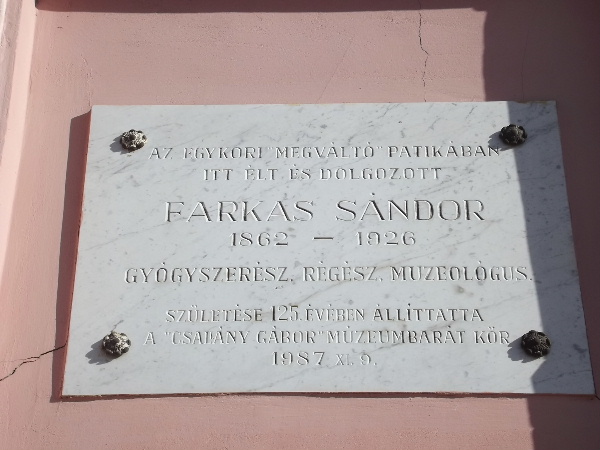 AZ EGYKORI "MEGVÁLTÓ" PATIKÁBAN
ITT ÉLT ÉS DOLGOZOTT
FARKAS SÁNDOR
1862 – 1926
GYÓGYSZERÉSZ, RÉGÉSZ, MUZEOLÓGUS.
SZÜLETÉSE 125. ÉVÉBEN ÁLLÍTTATTA
A "CSALLÁNY GÁBOR" MÚZEUMBARÁT KÖR
1987 XI. 9.